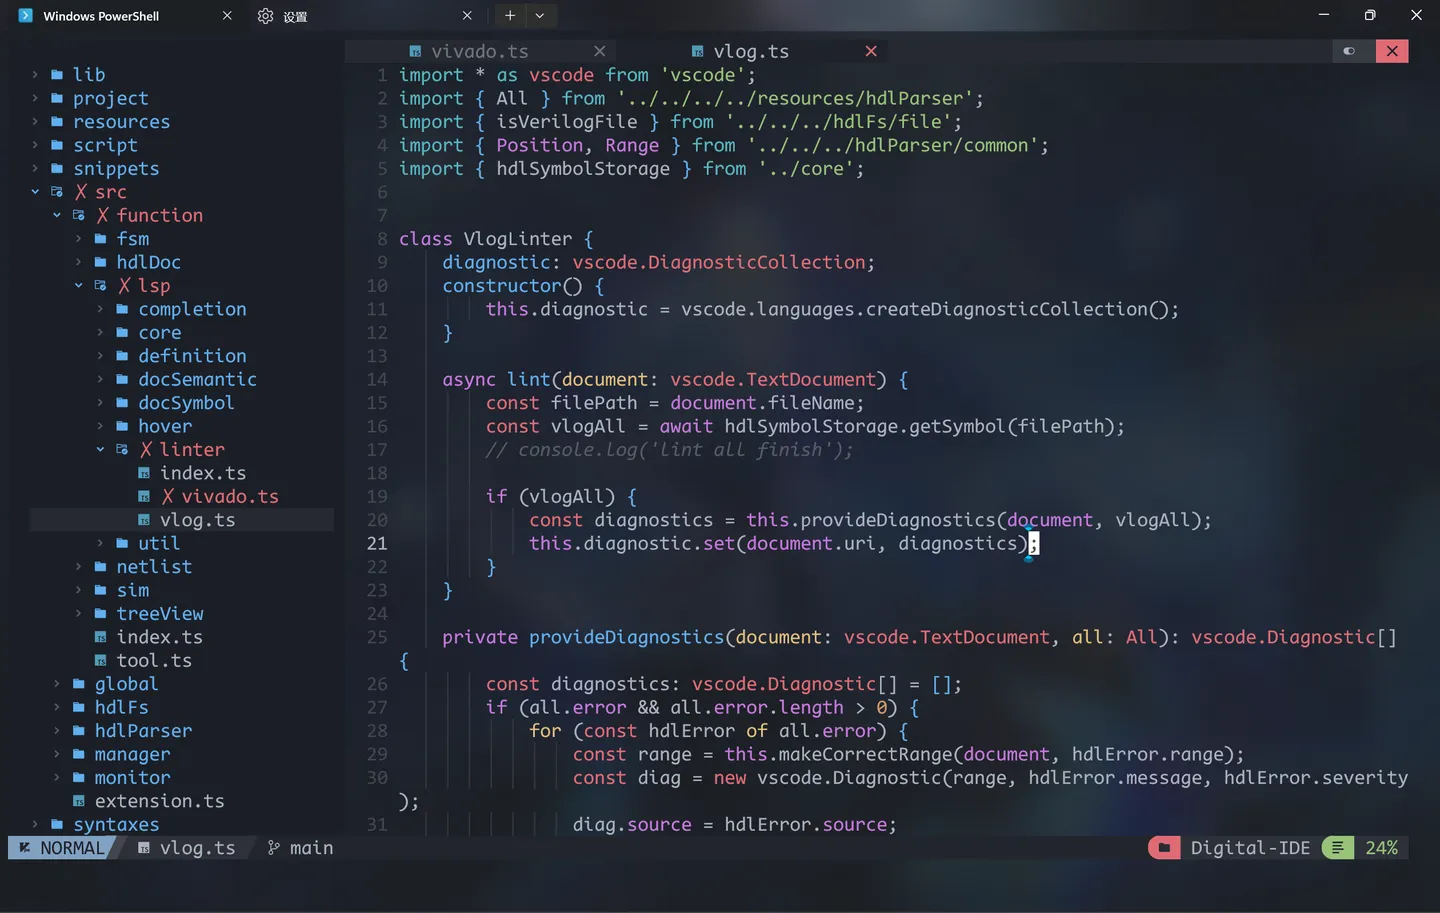 Windows PowerShell
设置
lib
project
resources
script
snippets
✗ src
✗ function
fsm
hdlDoc
✗ lsp
completion
core
definition
docSemantic
docSymbol
hover
✗ linter
index.ts
✗ vivado.ts
vlog.ts
util
netlist
sim
treeView
index.ts
tool.ts
global
hdlFs
hdlParser
manager
monitor
extension.ts
syntaxes
vivado.ts
vlog.ts
1 import * as vscode from 'vscode';
2 import { All } from '../../../../resources/hdlParser';
3 import { isVerilogFile } from '../../../hdlFs/file';
4 import { Position, Range } from '../../../hdlParser/common';
5 import { hdlSymbolStorage } from '../core';
6
7
8 class VlogLinter {
9 diagnostic: vscode.DiagnosticCollection;
10 constructor() {
11 this.diagnostic = vscode.languages.createDiagnosticCollection();
12 }
13
14 async lint(document: vscode.TextDocument) {
15 const filePath = document.fileName;
16 const vlogAll = await hdlSymbolStorage.getSymbol(filePath);
17 // console.log('lint all finish');
18
19 if (vlogAll) {
20 const diagnostics = this.provideDiagnostics(document, vlogAll);
21 this.diagnostic.set(document.uri, diagnostics);
22 }
23 }
24
25 private provideDiagnostics(document: vscode.TextDocument, all: All): vscode.Diagnostic[]
{
26 const diagnostics: vscode.Diagnostic[] = [];
27 if (all.error && all.error.length > 0) {
28 for (const hdlError of all.error) {
29 const range = this.makeCorrectRange(document, hdlError.range);
30 const diag = new vscode.Diagnostic(range, hdlError.message, hdlError.severity
);
31 diag.source = hdlError.source;
NORMAL vlog.ts main Digital-IDE 24%